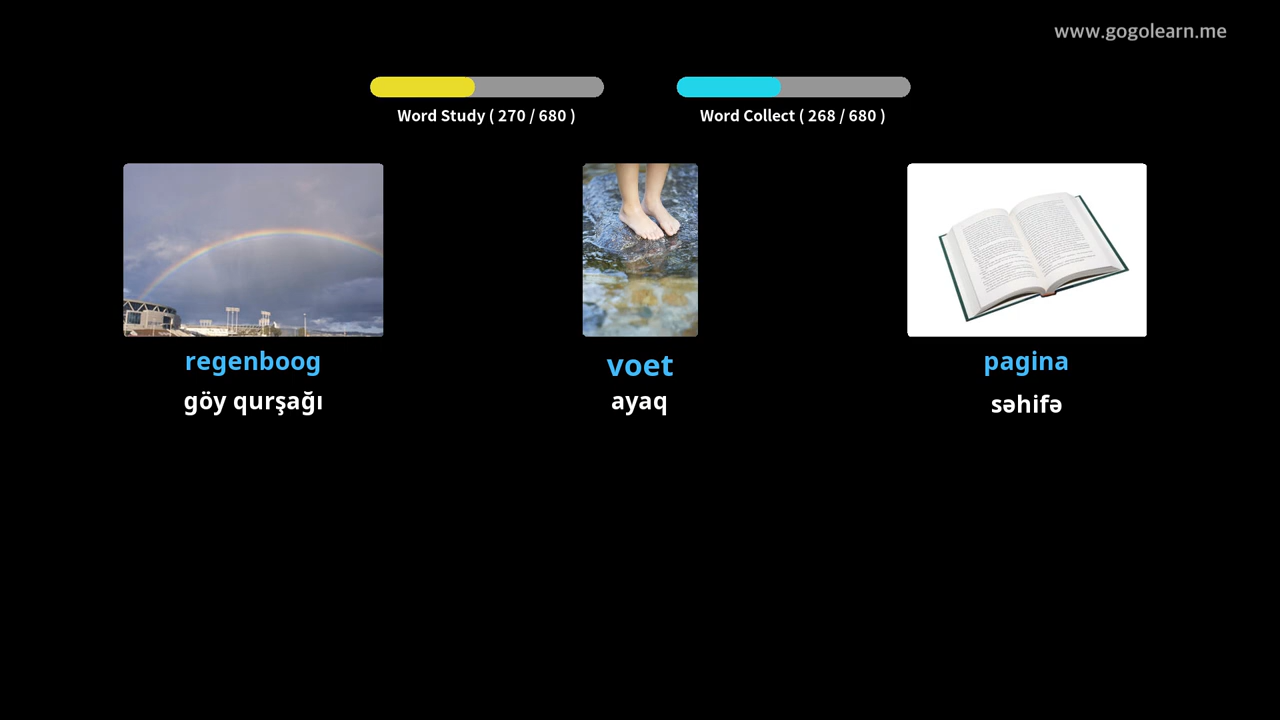 www.gogolearn.me
Word Study ( 270 / 680 )
Word Collect ( 268 / 680 )
regenboog
göy qurşağı
voet
ayaq
pagina
səhifə